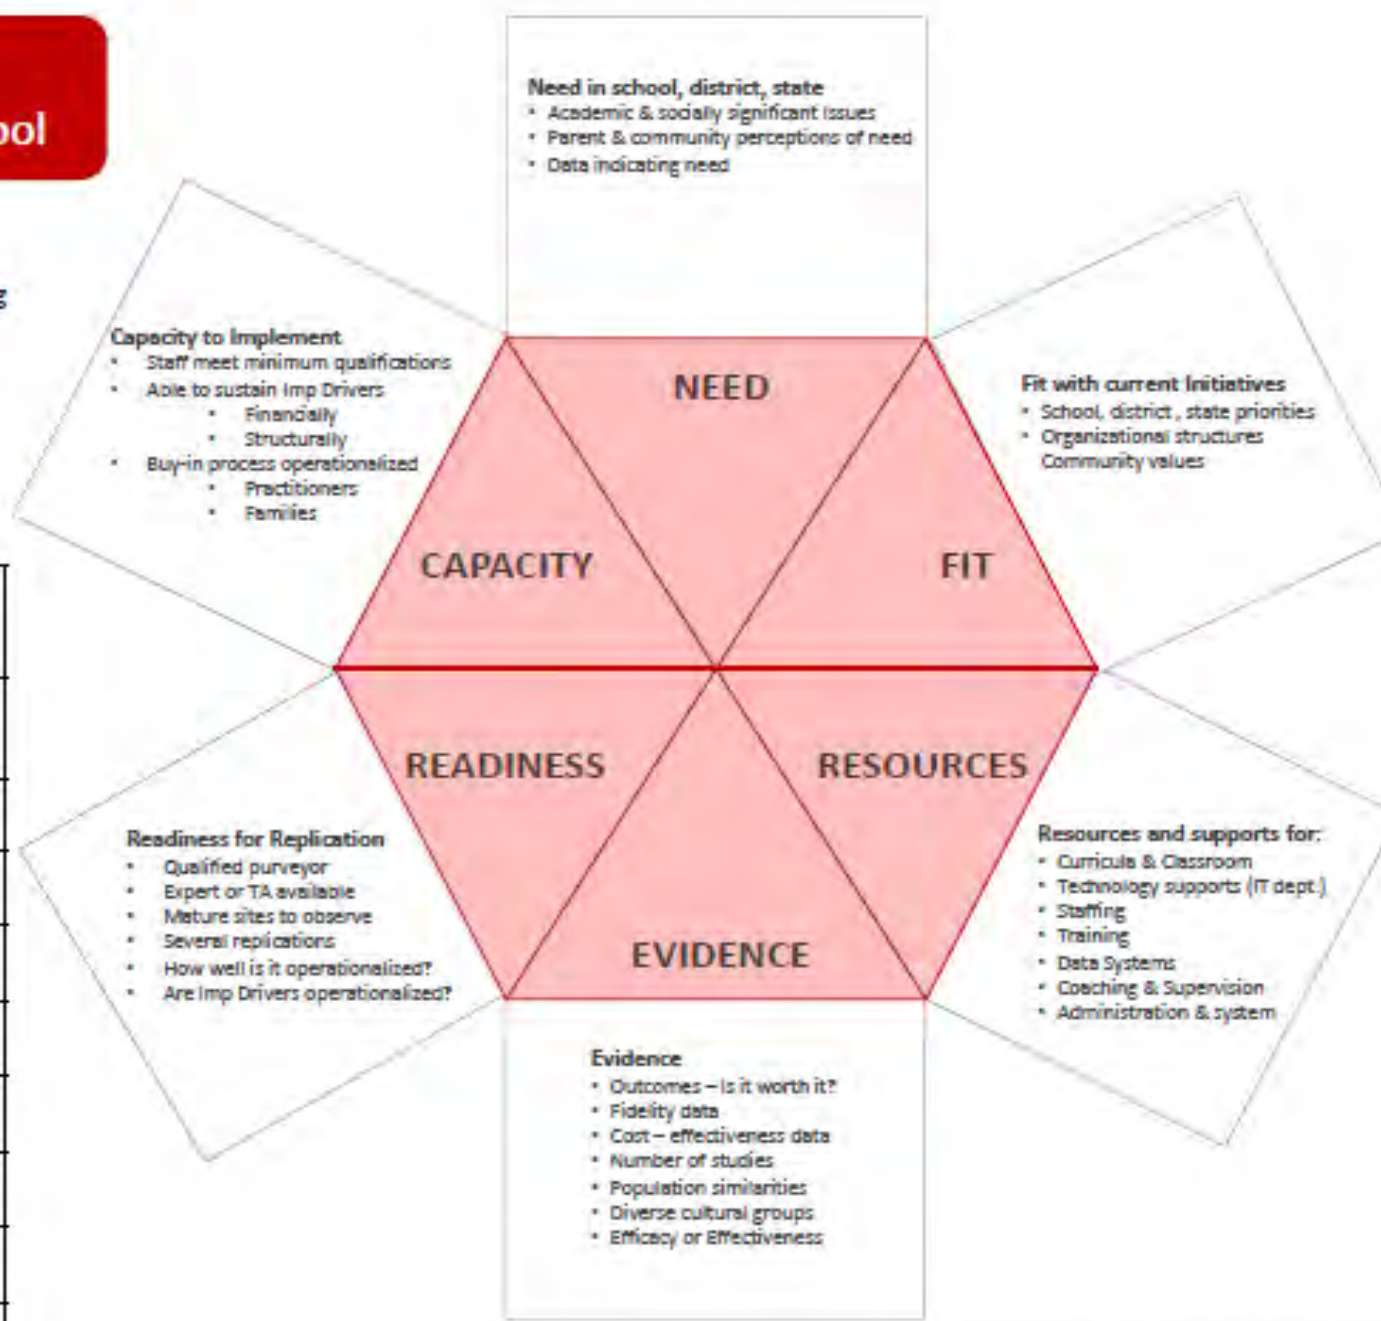 ool
g
Need in school, district, state
• Academic & socially significant Issues
• Parent & community perceptions of need
• Data indicating need
Capacity to Implement
• Staff meet minimum qualifications
• Able to sustain Imp Drivers
• Financially
• Structurally
• Buy-in process operationalized
• Practitioners
• Families
Fit with current Initiatives
• School, district , state priorities
• Organizational structures
Community values
NEED
CAPACITY
FIT
READINESS
RESOURCES
EVIDENCE
Readiness for Replication
• Qualified purveyor
• Expert or TA available
• Mature sites to observe
• Several replications
• How well is it operationalized?
• Are Imp Drivers operationalized?
Resources and supports for:
• Curricula & Classroom
• Technology supports (IT dept.)
• Staffing
• Training
• Data Systems
• Coaching & Supervision
• Administration & system
Evidence
• Outcomes – Is it worth it?
• Fidelity data
• Cost – effectiveness data
• Number of studies
• Population similarities
• Diverse cultural groups
• Efficacy or Effectiveness